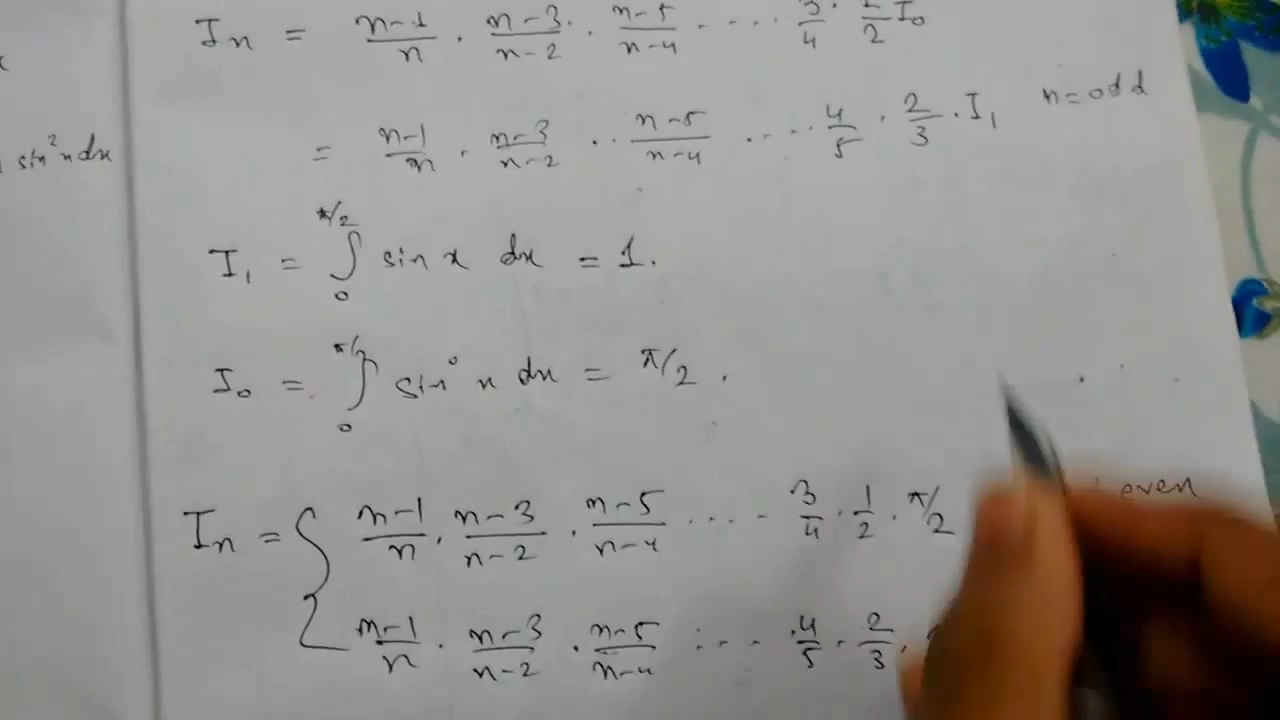 Iₙ = n-1/n · n-3/n-2 · n-5/n-4 ···· 3/4 · 1/2 I₀
= n-1/n · n-3/n-2 ·· n-5/n-4 ···· 4/5 · 2/3 · I₁ n=odd
sin²x dx
I₁ = ∫₀^π/2 sin x dx = 1.
I₀ = ∫₀^π/2 sin⁰ x dx = π/2 .
Iₙ = { n-1/n · n-3/n-2 · n-5/n-4 ···· 3/4 · 1/2 · π/2 even
n-1/n · n-3/n-2 · n-5/n-4 ···· 4/5 · 2/3 ·